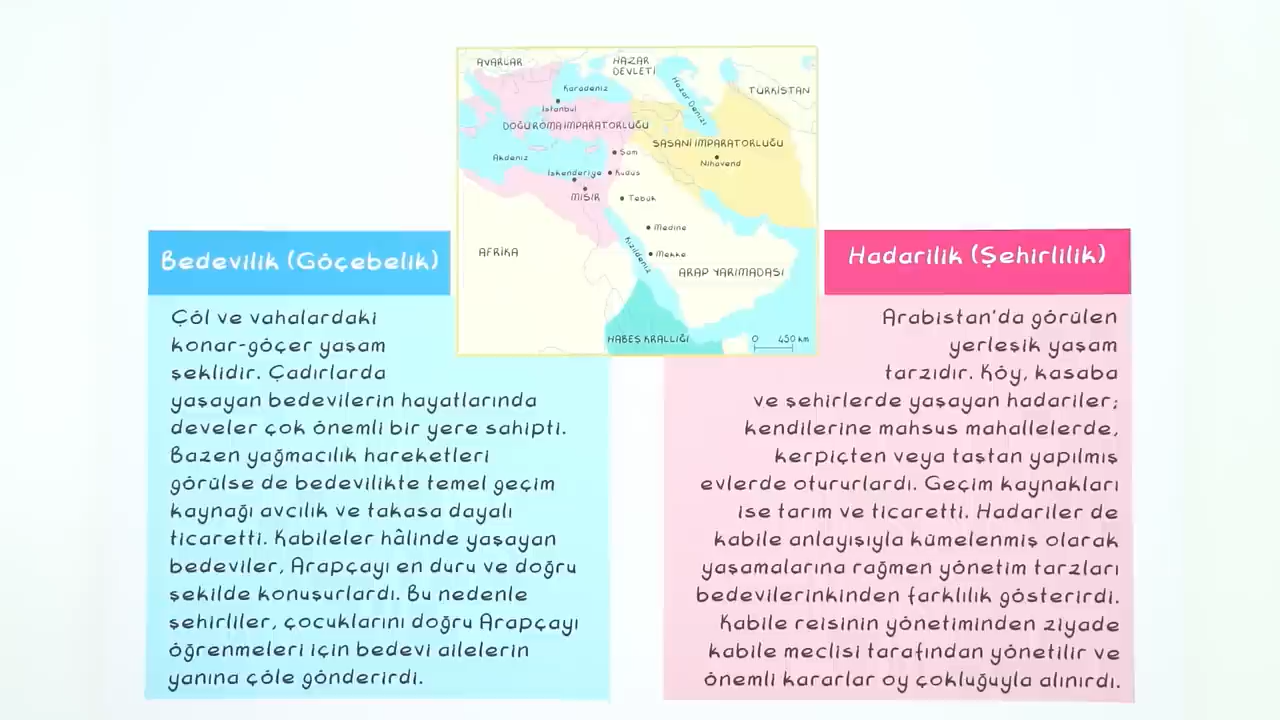 AVARLAR
HAZAR
DEVLETİ
Karadeniz
Hazar Denizi
TÜRKİSTAN
İstanbul
DOĞU ROMA İMPARATORLUĞU
SASANİ İMPARATORLUĞU
Akdeniz
Şam
Nihavend
İskenderiye
Kudüs
MISIR
Tebük
Medine
Kızıldeniz
AFRİKA
Mekke
ARAP YARIMADASI
HABEŞ KRALLIĞI
0 450 km
Bedevilik (Göçebelik)
Çöl ve vahalardaki
konar-göçer yaşam
şeklidir. Çadırlarda
yaşayan bedevilerin hayatlarında
develer çok önemli bir yere sahipti.
Bazen yağmacılık hareketleri
görülse de bedevilikte temel geçim
kaynağı avcılık ve takasa dayalı
ticaretti. Kabileler hâlinde yaşayan
bedeviler, Arapçayı en duru ve doğru
şekilde konuşurlardı. Bu nedenle
şehirliler, çocuklarını doğru Arapçayı
öğrenmeleri için bedevi ailelerin
yanına çöle gönderirdi.
Hadarilik (Şehirlilik)
Arabistan'da görülen
yerleşik yaşam
tarzıdır. Köy, kasaba
ve şehirlerde yaşayan hadariler;
kendilerine mahsus mahallelerde,
kerpiçten veya taştan yapılmış
evlerde otururlardı. Geçim kaynakları
ise tarım ve ticaretti. Hadariler de
kabile anlayışıyla kümelenmiş olarak
yaşamalarına rağmen yönetim tarzları
bedevilerinkinden farklılık gösterirdi.
Kabile reisinin yönetiminden ziyade
kabile meclisi tarafından yönetilir ve
önemli kararlar oy çokluğuyla alınırdı.